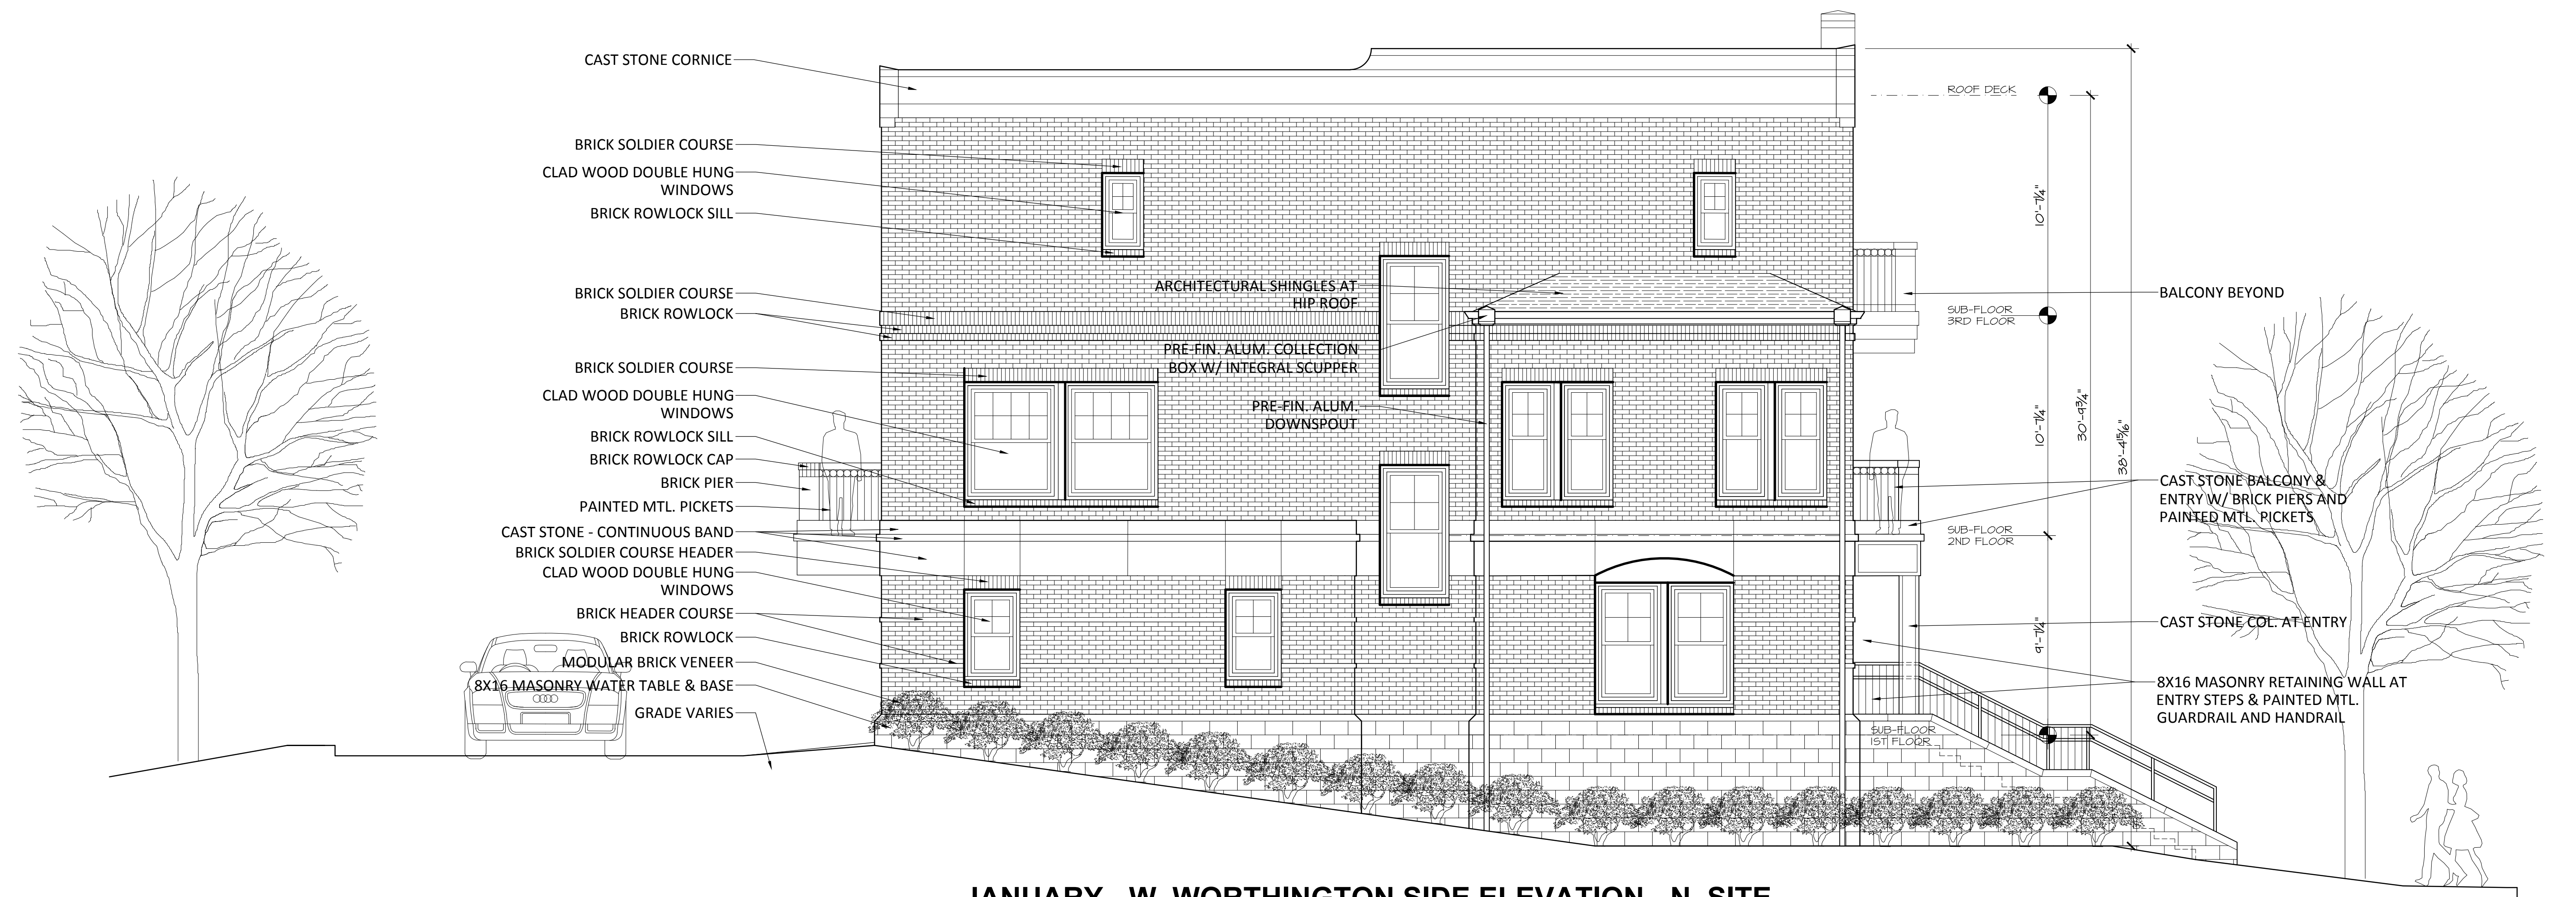 CAST STONE CORNICE
BRICK SOLDIER COURSE
CLAD WOOD DOUBLE HUNG
WINDOWS
BRICK ROWLOCK SILL
BRICK SOLDIER COURSE
BRICK ROWLOCK
BRICK SOLDIER COURSE
CLAD WOOD DOUBLE HUNG
WINDOWS
BRICK ROWLOCK SILL
BRICK ROWLOCK CAP
BRICK PIER
PAINTED MTL. PICKETS
CAST STONE - CONTINUOUS BAND
BRICK SOLDIER COURSE HEADER
CLAD WOOD DOUBLE HUNG
WINDOWS
BRICK HEADER COURSE
BRICK ROWLOCK
MODULAR BRICK VENEER
8X16 MASONRY WATER TABLE & BASE
GRADE VARIES
ARCHITECTURAL SHINGLES AT
HIP ROOF
PRE-FIN. ALUM. COLLECTION
BOX W/ INTEGRAL SCUPPER
PRE-FIN. ALUM.
DOWNSPOUT
ROOF DECK
SUB-FLOOR
3RD FLOOR
SUB-FLOOR
2ND FLOOR
SUB-FLOOR
1ST FLOOR
10'-7¼"
10'-7¼"
9'-7¼"
30'-9¾"
38'-4 15/16"
BALCONY BEYOND
CAST STONE BALCONY &
ENTRY W/ BRICK PIERS AND
PAINTED MTL. PICKETS
CAST STONE COL. AT ENTRY
8X16 MASONRY RETAINING WALL AT
ENTRY STEPS & PAINTED MTL.
GUARDRAIL AND HANDRAIL
JANUARY - W. WORTHINGTON SIDE ELEVATION - N. SITE